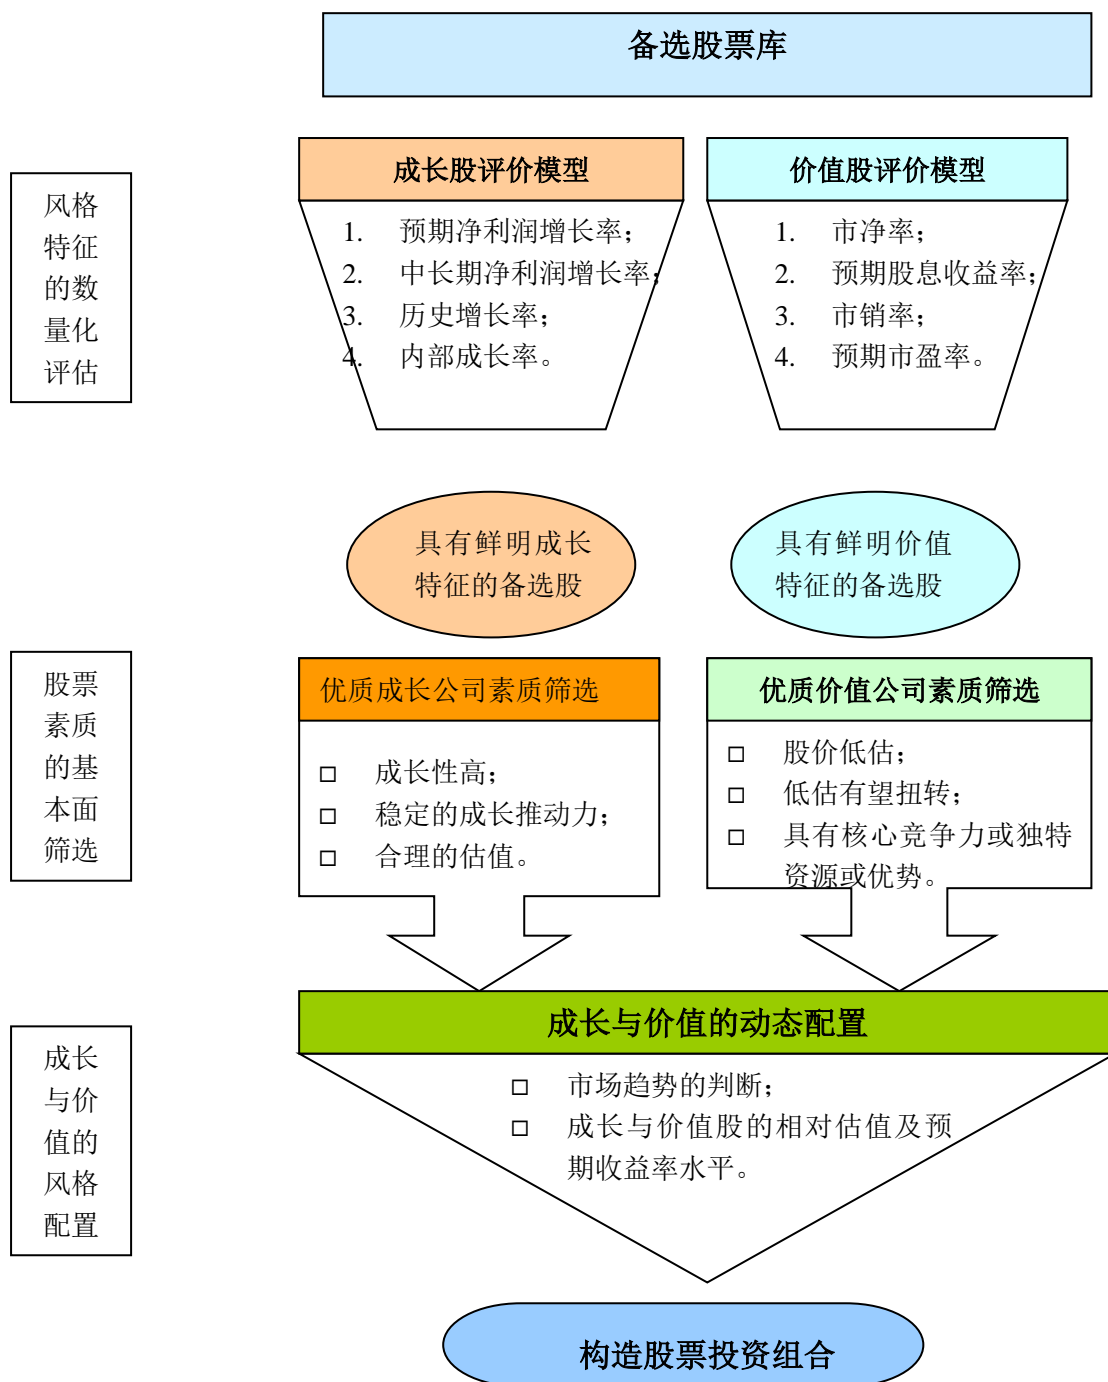 备选股票库
风格
特征
的数
量化
评估
成长股评价模型
1. 预期净利润增长率；
2. 中长期净利润增长率；
3. 历史增长率；
4. 内部成长率。
价值股评价模型
1. 市净率；
2. 预期股息收益率；
3. 市销率；
4. 预期市盈率。
具有鲜明成长
特征的备选股
具有鲜明价值
特征的备选股
股票
素质
的基
本面
筛选
优质成长公司素质筛选
□ 成长性高；
□ 稳定的成长推动力；
□ 合理的估值。
优质价值公司素质筛选
□ 股价低估；
□ 低估有望扭转；
□ 具有核心竞争力或独特
资源或优势。
成长
与价
值的
风格
配置
成长与价值的动态配置
□ 市场趋势的判断；
□ 成长与价值股的相对估值及预
期收益率水平。
构造股票投资组合